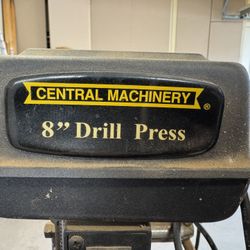 CENTRAL MACHINERY®
8” Drill Press